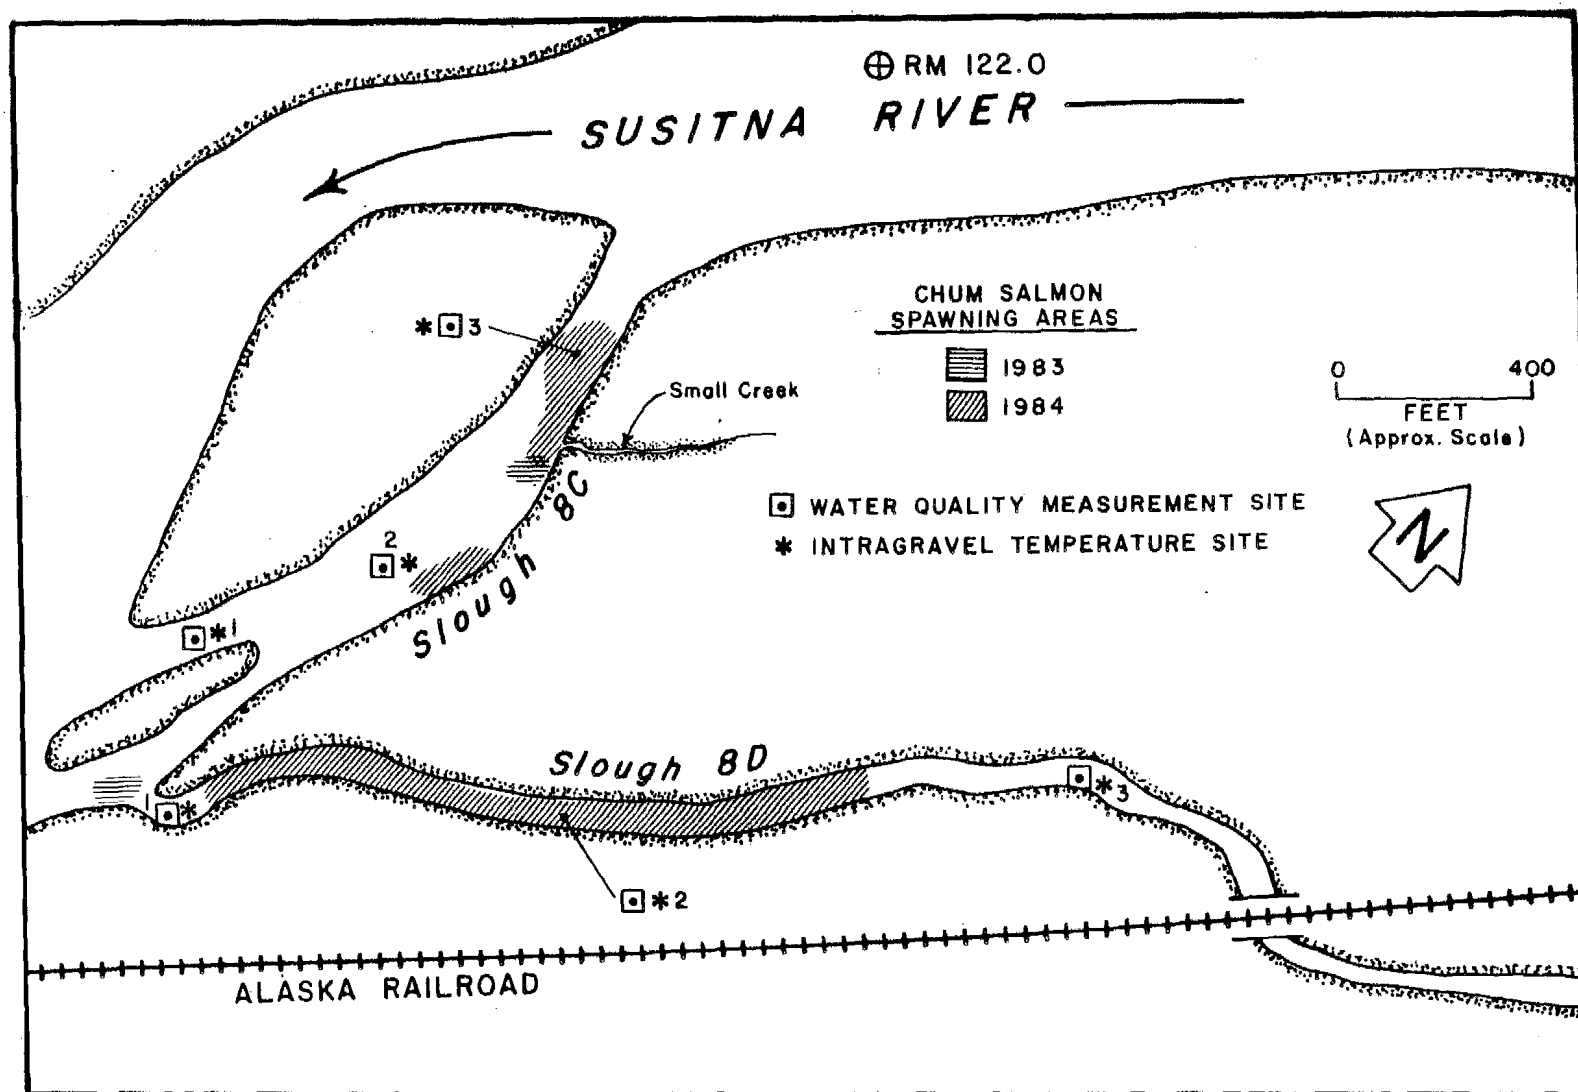 ⊕ RM 122.0
SUSITNA RIVER
CHUM SALMON
SPAWNING AREAS
1983
1984
0 400
FEET
(Approx. Scale)
* 3
Small Creek
WATER QUALITY MEASUREMENT SITE
* INTRAGRAVEL TEMPERATURE SITE
N
2
*
Slough 8C
*1
Slough 8D
*3
1
*
*2
ALASKA RAILROAD